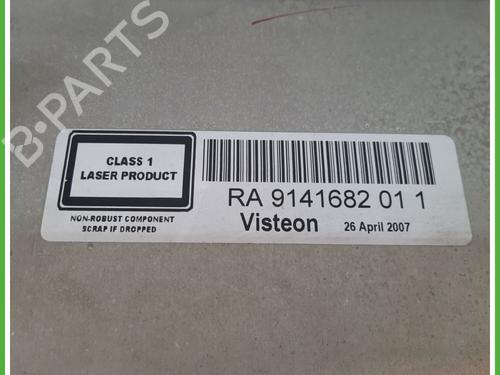 B-PARTS
CLASS 1
LASER PRODUCT
NON-ROBUST COMPONENT
SCRAP IF DROPPED
RA 9141682 01 1
Visteon 26 April 2007